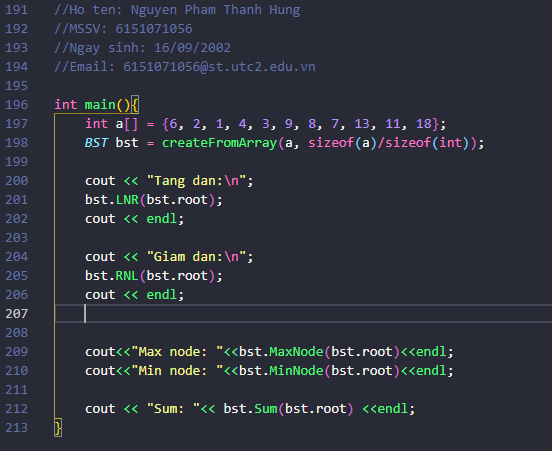 191 //Ho ten: Nguyen Pham Thanh Hung
192 //MSSV: 6151071056
193 //Ngay sinh: 16/09/2002
194 //Email: 6151071056@st.utc2.edu.vn
195
196 int main(){
197     int a[] = {6, 2, 1, 4, 3, 9, 8, 7, 13, 11, 18};
198     BST bst = createFromArray(a, sizeof(a)/sizeof(int));
199
200     cout << "Tang dan:\n";
201     bst.LNR(bst.root);
202     cout << endl;
203
204     cout << "Giam dan:\n";
205     bst.RNL(bst.root);
206     cout << endl;
207
208
209     cout<<"Max node: "<<bst.MaxNode(bst.root)<<endl;
210     cout<<"Min node: "<<bst.MinNode(bst.root)<<endl;
211
212     cout << "Sum: "<< bst.Sum(bst.root) <<endl;
213 }